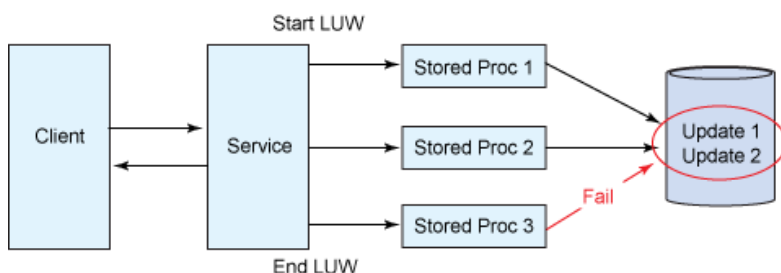 Start LUW
Client
Service
Stored Proc 1
Stored Proc 2
Stored Proc 3
Update 1
Update 2
Fail
End LUW